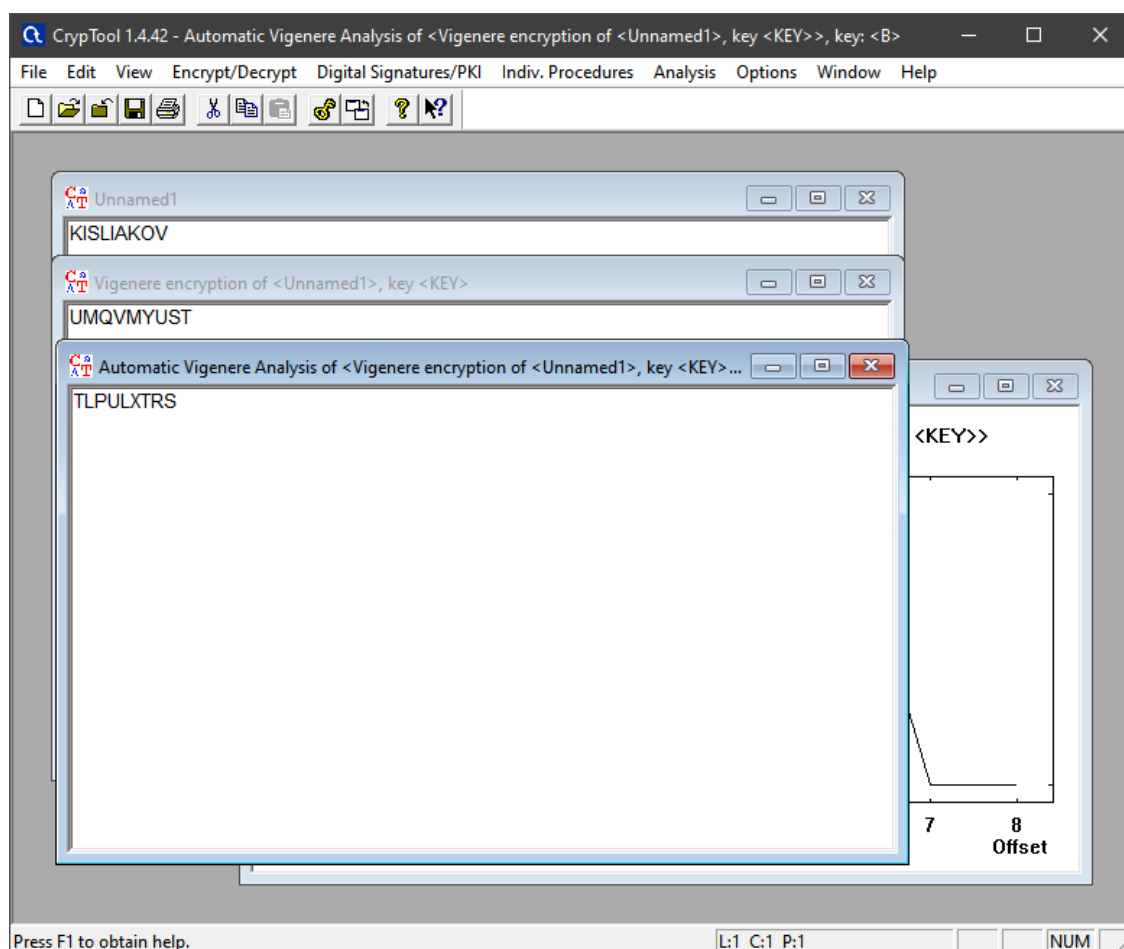 CrypTool 1.4.42 - Automatic Vigenere Analysis of <Vigenere encryption of <Unnamed1>, key <KEY>>, key: <B>
File Edit View Encrypt/Decrypt Digital Signatures/PKI Indiv. Procedures Analysis Options Window Help
Unnamed1
KISLIAKOV
Vigenere encryption of <Unnamed1>, key <KEY>
UMQVMYUST
Automatic Vigenere Analysis of <Vigenere encryption of <Unnamed1>, key <KEY>...
TLPULXTRS
<KEY>>
7 8
Offset
Press F1 to obtain help. L:1 C:1 P:1 NUM